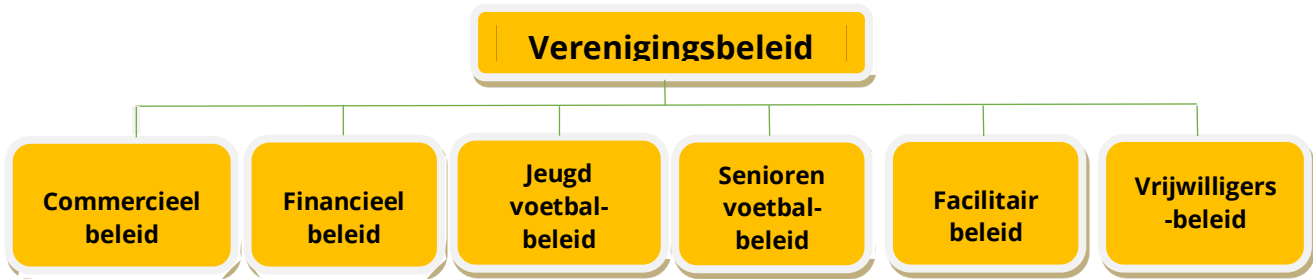 Verenigingsbeleid
Commercieel
beleid
Financieel
beleid
Jeugd
voetbal-
beleid
Senioren
voetbal-
beleid
Facilitair
beleid
Vrijwilligers
-beleid